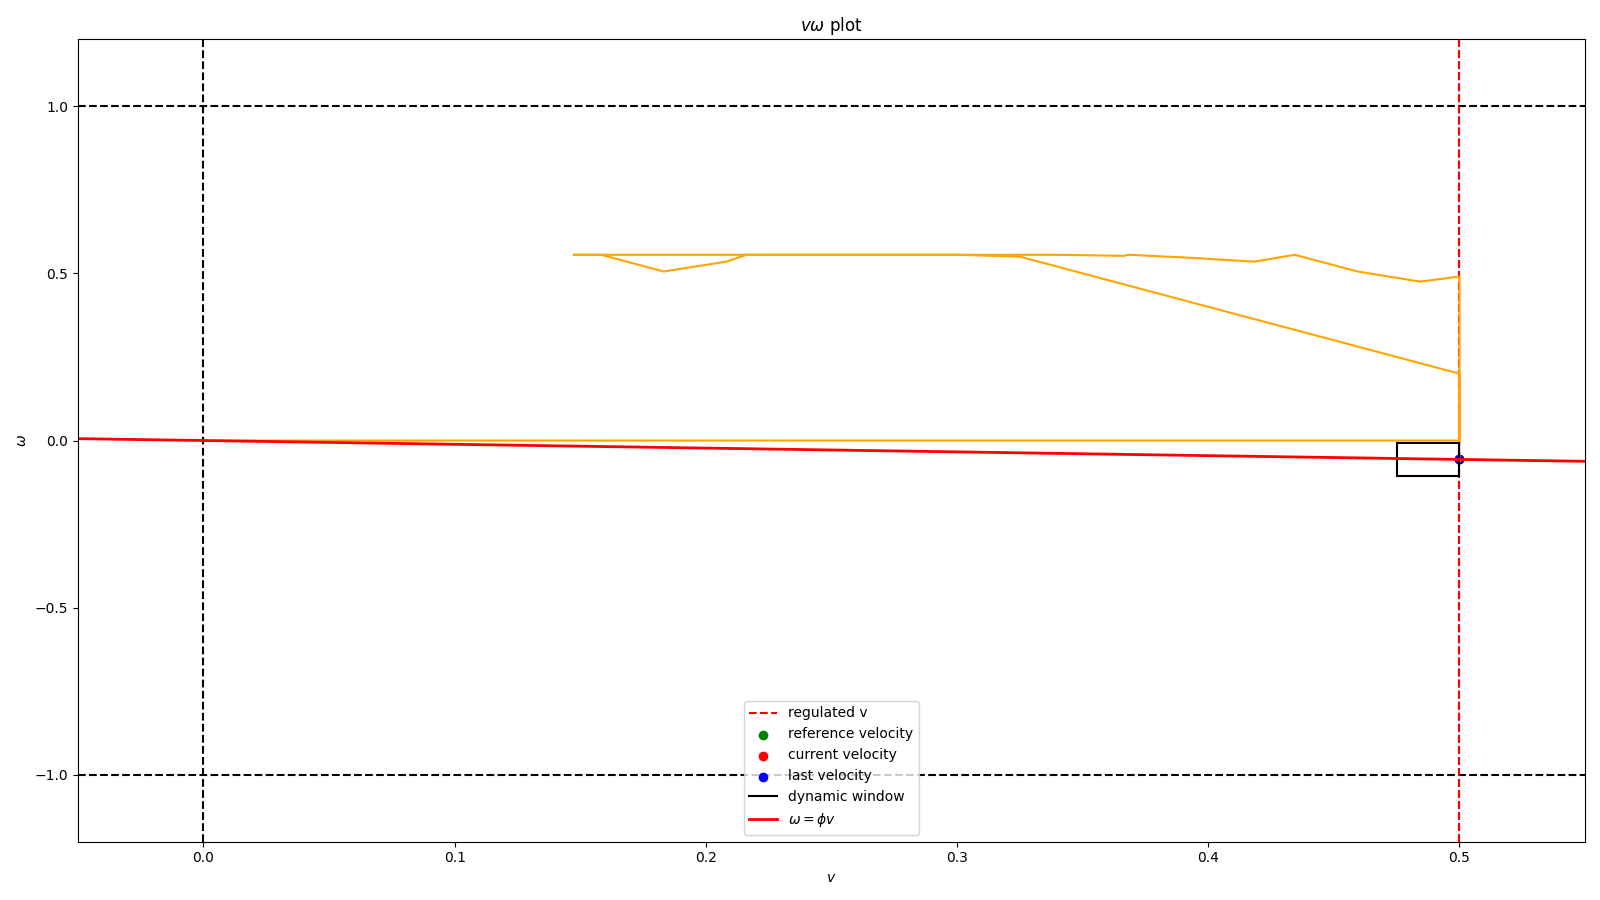 vω plot
1.0
0.5
0.0
−0.5
−1.0
ω
0.0 0.1 0.2 0.3 0.4 0.5
v
regulated v
reference velocity
current velocity
last velocity
dynamic window
ω = ϕv